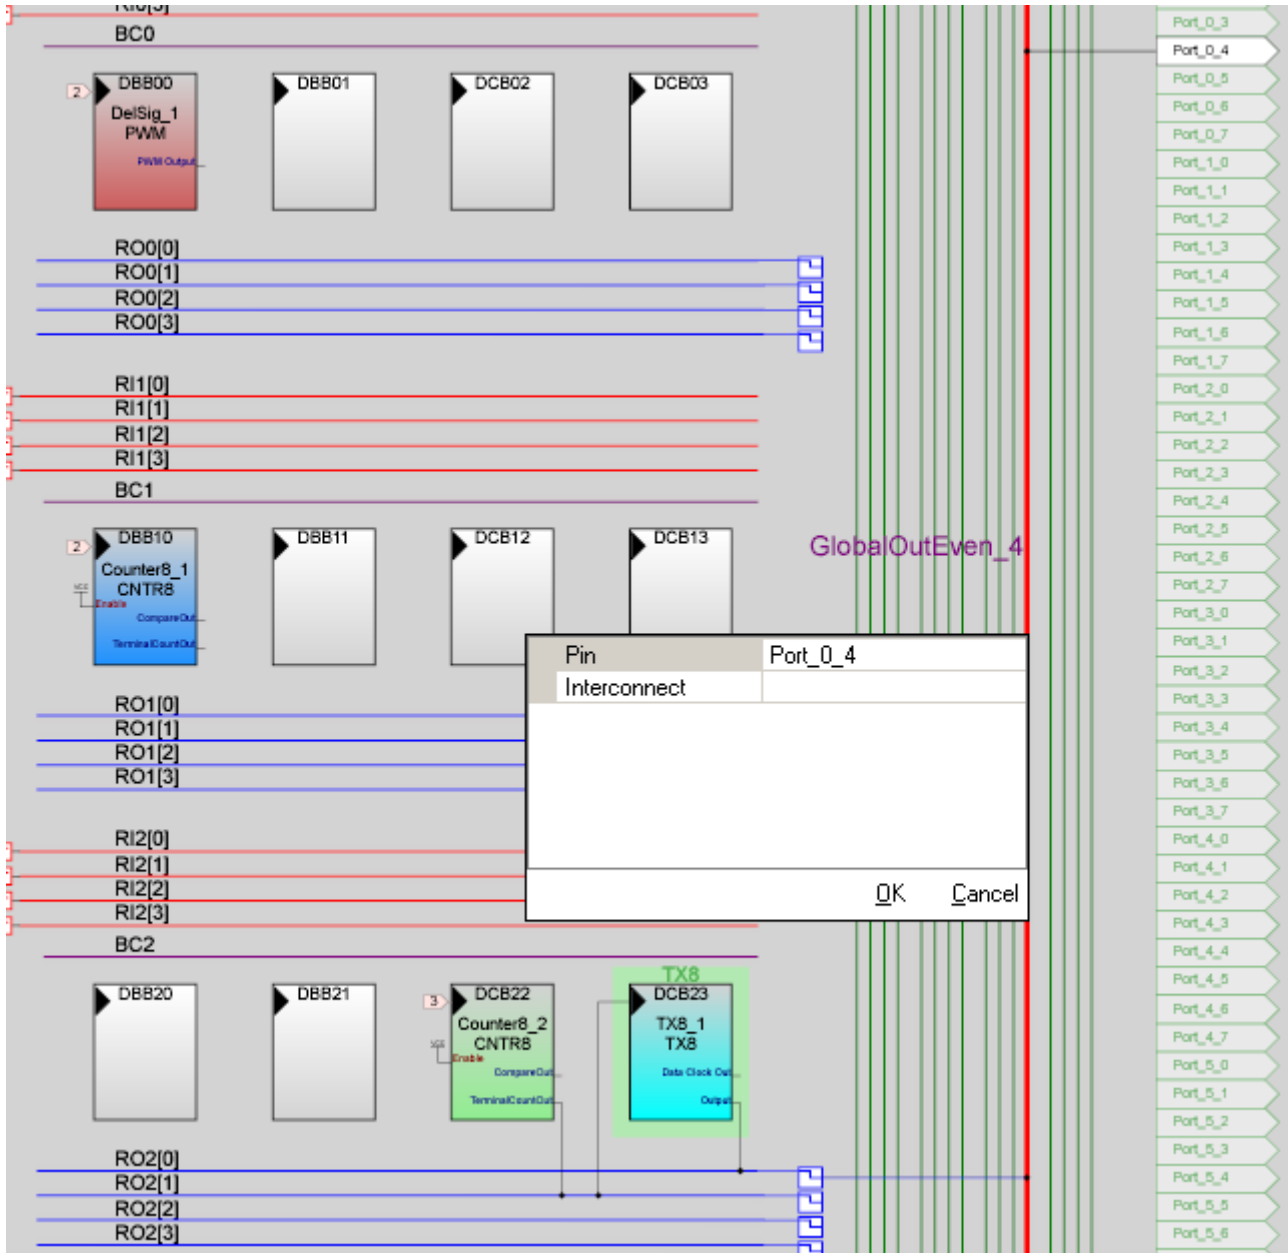 RI0[3]
BC0
2
DBB00
DelSig_1
PWM
PWM Output
DBB01
DCB02
DCB03
RO0[0]
RO0[1]
RO0[2]
RO0[3]
RI1[0]
RI1[1]
RI1[2]
RI1[3]
BC1
2
DBB10
Counter8_1
CNTR8
VCC
Enable
CompareOut
TerminalCountOut
DBB11
DCB12
DCB13
GlobalOutEven_4
Pin Port_0_4
Interconnect
OK Cancel
RO1[0]
RO1[1]
RO1[2]
RO1[3]
RI2[0]
RI2[1]
RI2[2]
RI2[3]
BC2
DBB20
DBB21
3
DCB22
Counter8_2
CNTR8
VCC
Enable
CompareOut
TerminalCountOut
TX8
DCB23
TX8_1
TX8
Data Clock Out
Output
RO2[0]
RO2[1]
RO2[2]
RO2[3]
Port_0_3
Port_0_4
Port_0_5
Port_0_6
Port_0_7
Port_1_0
Port_1_1
Port_1_2
Port_1_3
Port_1_4
Port_1_5
Port_1_6
Port_1_7
Port_2_0
Port_2_1
Port_2_2
Port_2_3
Port_2_4
Port_2_5
Port_2_6
Port_2_7
Port_3_0
Port_3_1
Port_3_2
Port_3_3
Port_3_4
Port_3_5
Port_3_6
Port_3_7
Port_4_0
Port_4_1
Port_4_2
Port_4_3
Port_4_4
Port_4_5
Port_4_6
Port_4_7
Port_5_0
Port_5_1
Port_5_2
Port_5_3
Port_5_4
Port_5_5
Port_5_6